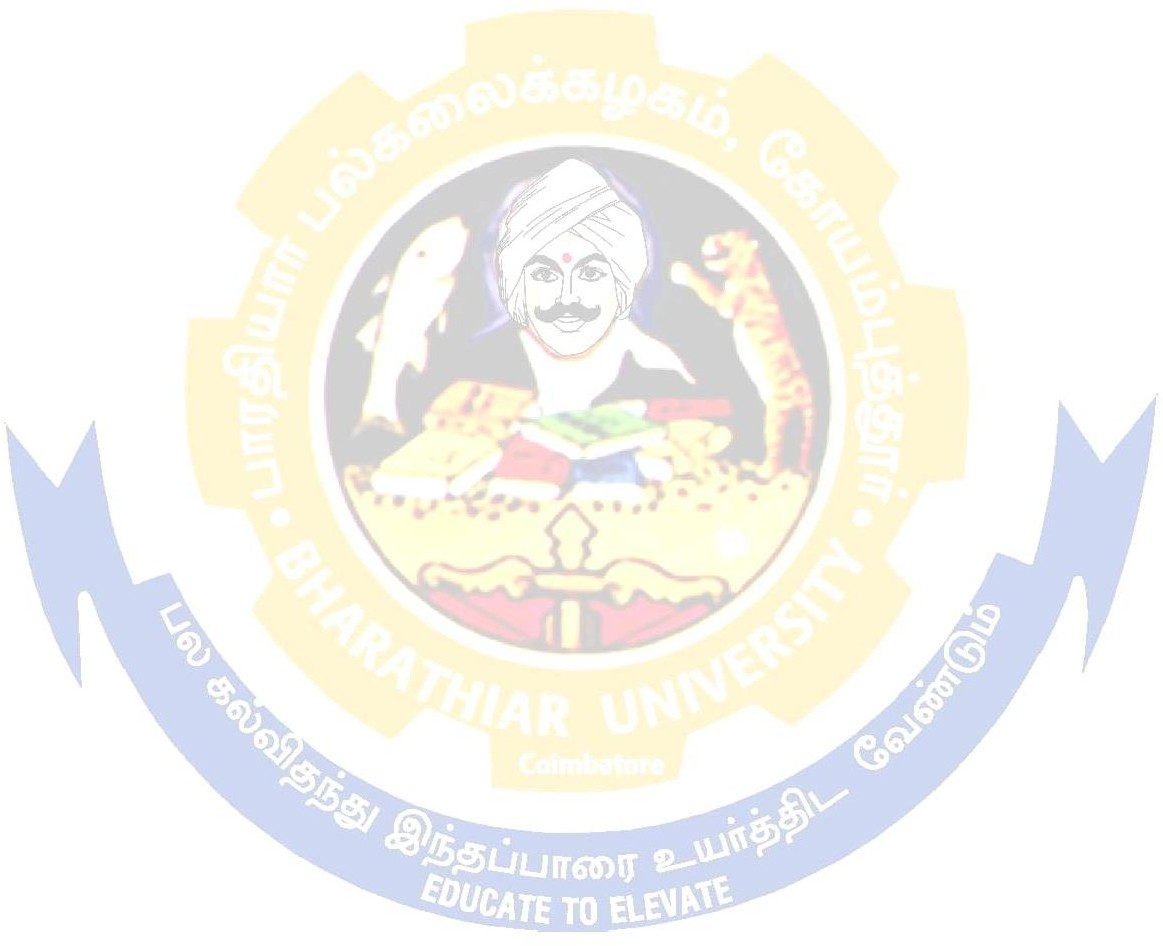 பாரதியார் பல்கலைக்கழகம், கோயம்புத்தூர்
BHARATHIAR UNIVERSITY
Coimbatore
பல கல்விதந்து இந்தப்பாரை உயர்த்திட வேண்டும்
EDUCATE TO ELEVATE